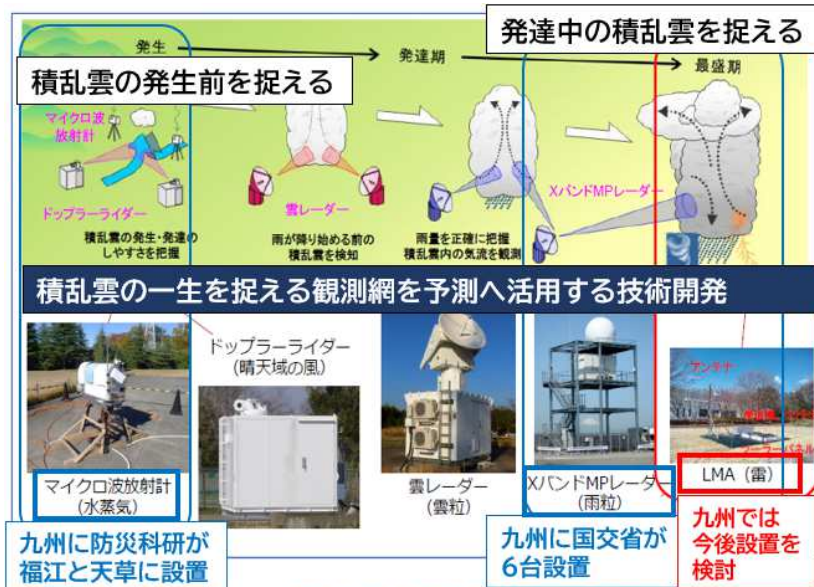 発生
発達期
発達中の積乱雲を捉える
最盛期
積乱雲の発生前を捉える
マイクロ波
放射計
ドップラーライダー
積乱雲の発生・発達の
しやすさを把握
雲レーダー
雨が降り始める前の
積乱雲を検知
XバンドMPレーダー
雨量を正確に把握
積乱雲内の気流を観測
積乱雲の一生を捉える観測網を予測へ活用する技術開発
マイクロ波放射計
(水蒸気)
ドップラーライダー
(晴天域の風)
雲レーダー
(雲粒)
XバンドMPレーダー
(雨粒)
アンテナ
ソーラーパネル
LMA (雷)
九州に防災科研が
福江と天草に設置
九州に国交省が
6台設置
九州では
今後設置を
検討